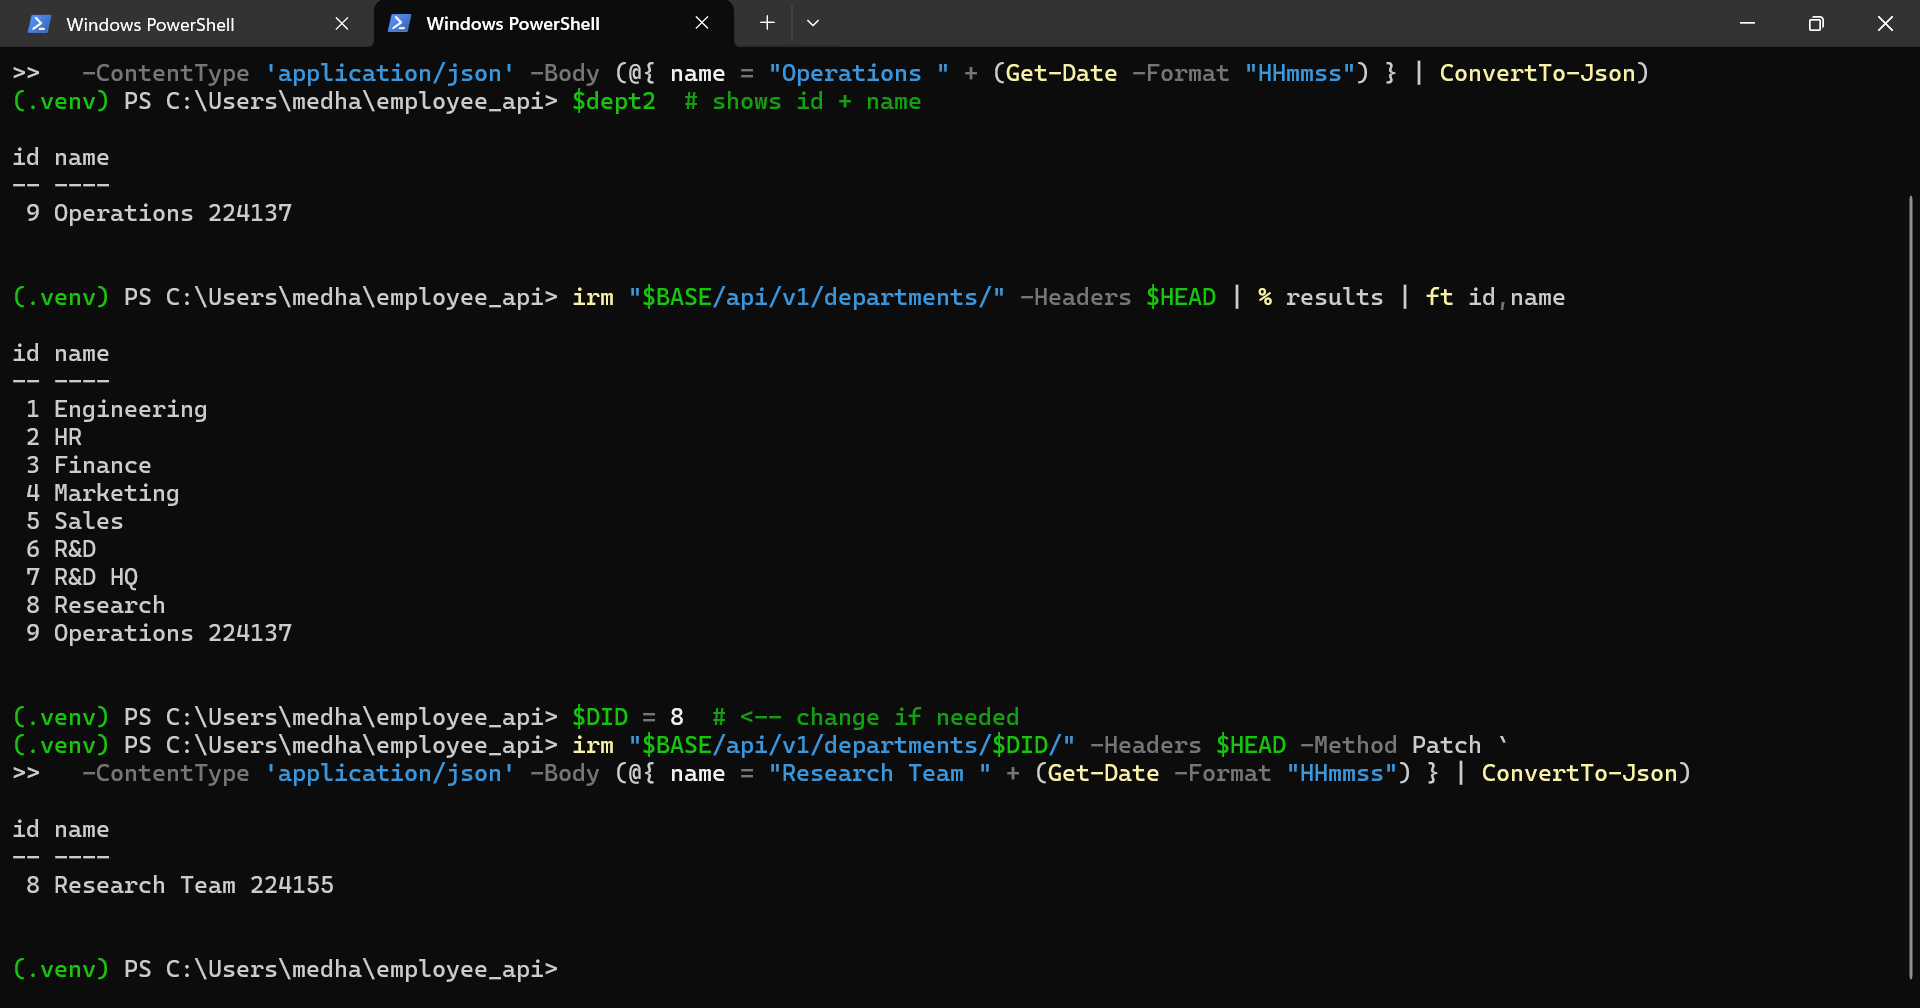 Windows PowerShell
Windows PowerShell
>>   -ContentType 'application/json' -Body (@{ name = "Operations " + (Get-Date -Format "HHmmss") } | ConvertTo-Json)
(.venv) PS C:\Users\medha\employee_api> $dept2  # shows id + name
id name
-- ----
 9 Operations 224137
(.venv) PS C:\Users\medha\employee_api> irm "$BASE/api/v1/departments/" -Headers $HEAD | % results | ft id,name
id name
-- ----
 1 Engineering
 2 HR
 3 Finance
 4 Marketing
 5 Sales
 6 R&D
 7 R&D HQ
 8 Research
 9 Operations 224137
(.venv) PS C:\Users\medha\employee_api> $DID = 8  # <-- change if needed
(.venv) PS C:\Users\medha\employee_api> irm "$BASE/api/v1/departments/$DID/" -Headers $HEAD -Method Patch `
>>   -ContentType 'application/json' -Body (@{ name = "Research Team " + (Get-Date -Format "HHmmss") } | ConvertTo-Json)
id name
-- ----
 8 Research Team 224155
(.venv) PS C:\Users\medha\employee_api>